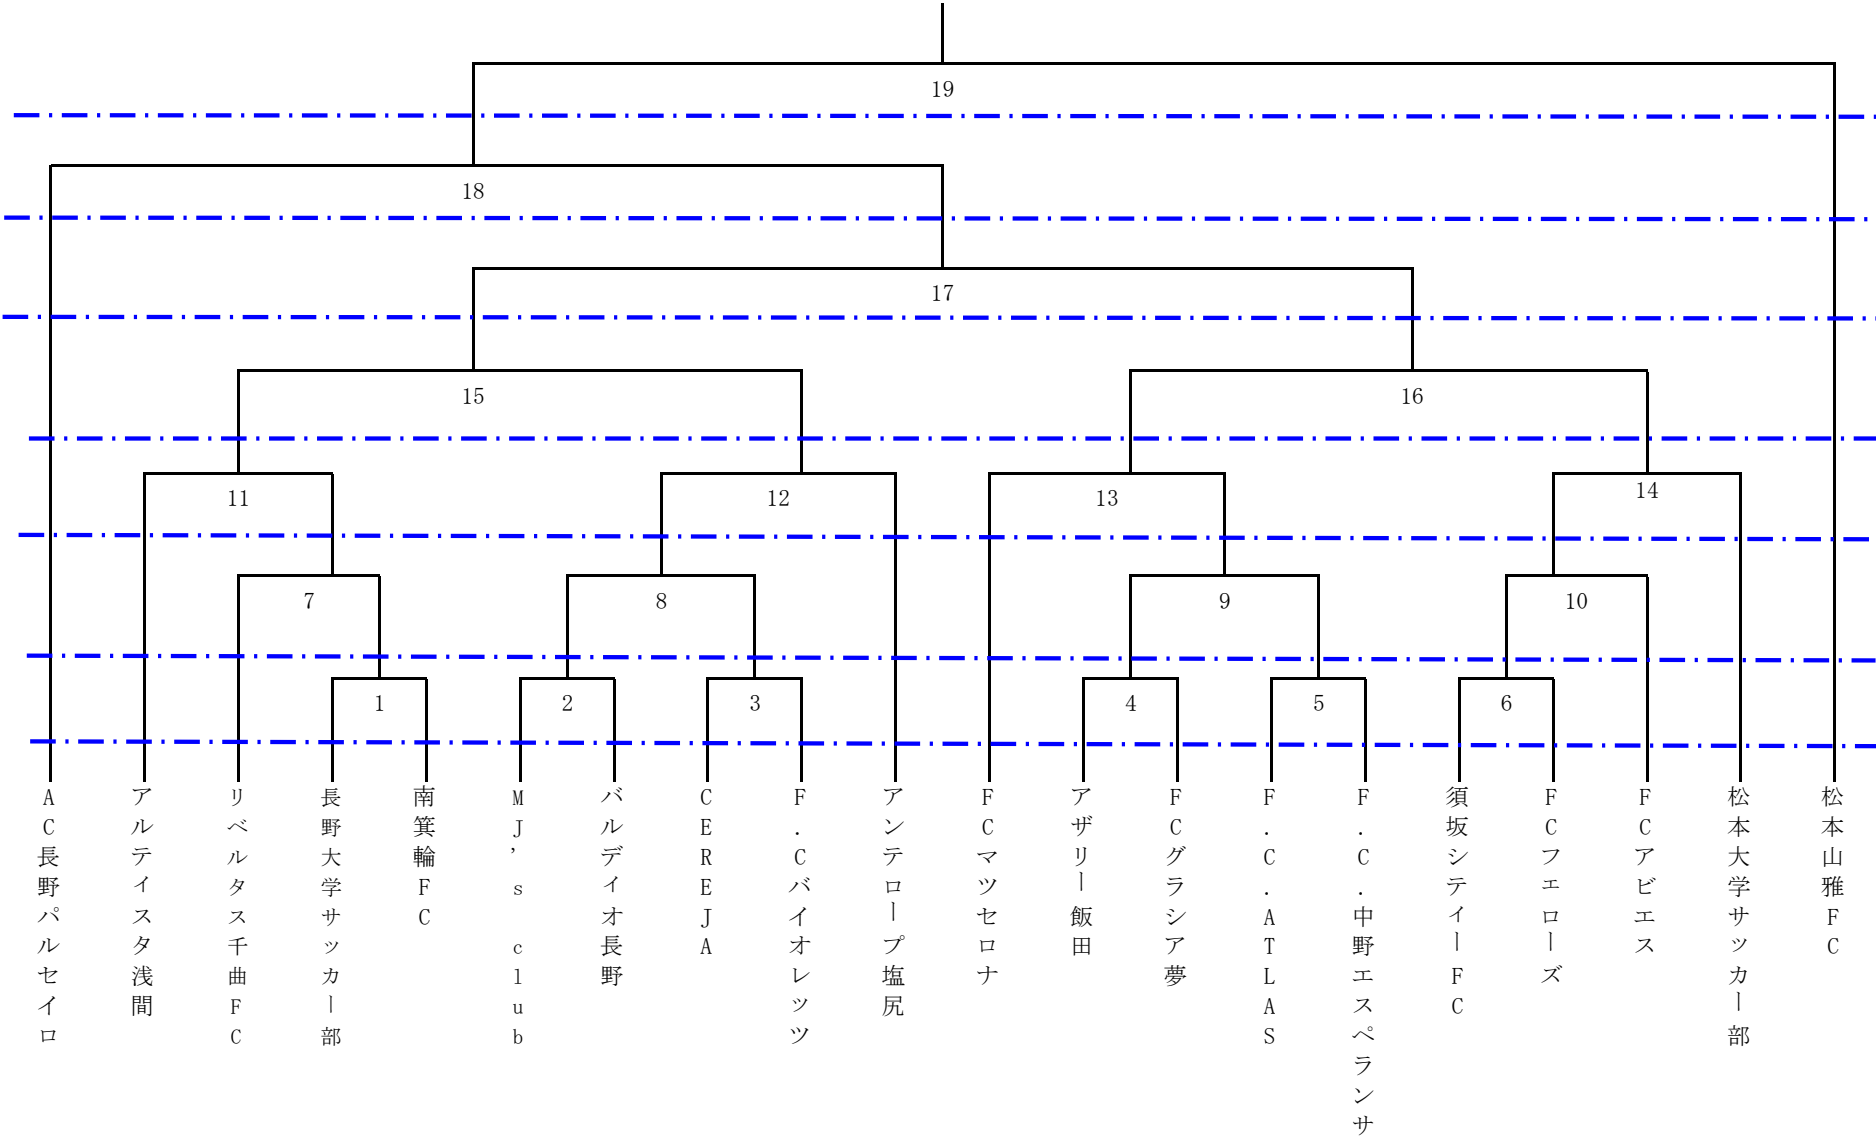 19
18
17
15
16
11
12
13
14
7
8
9
10
1
2
3
4
5
6
AC長野パルセイロ
アルティスタ浅間
リベルタス千曲FC
長野大学サッカー部
南箕輪FC
MJ’s club
バルディオ長野
CEREJA
F.Cバイオレッツ
アンテロープ塩尻
FCマツセロナ
アザリー飯田
FCグラシア夢
F.C.ATLAS
F.C.中野エスペランサ
須坂シティーFC
FCフェローズ
FCアビエス
松本大学サッカー部
松本山雅FC